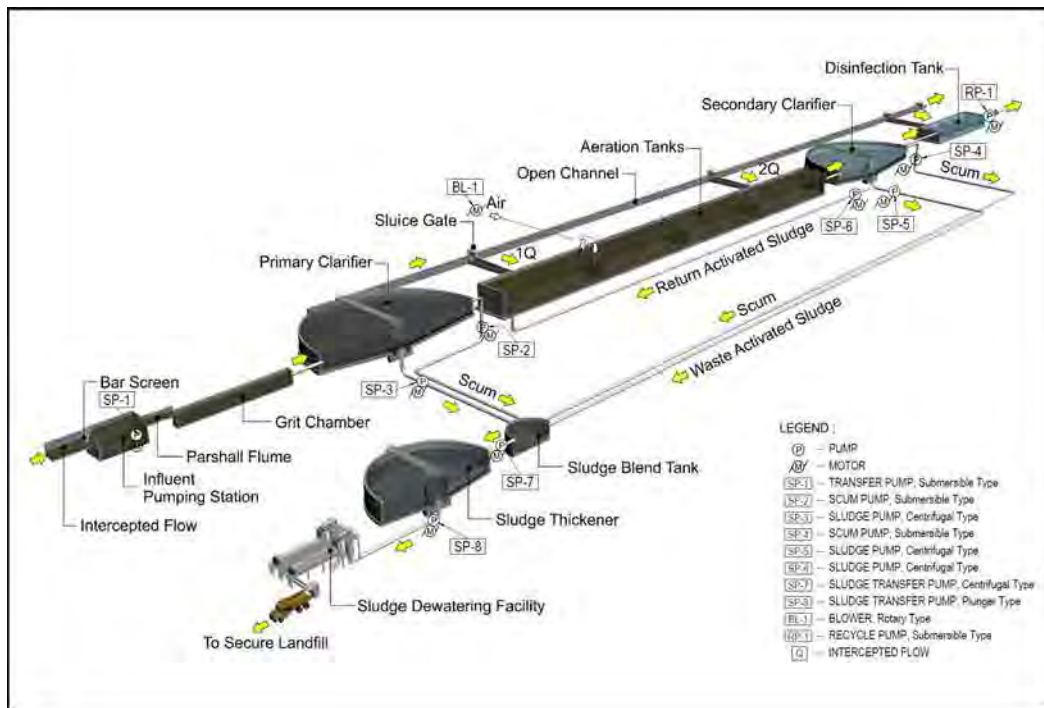 Disinfection Tank
RP-1
P
M
Secondary Clarifier
SP-4
P
M
Scum
Aeration Tanks
2Q
Open Channel
BL-1
M
Air
SP-6
P
M
SP-5
P
M
Sluice Gate
1Q
Return Activated Sludge
Primary Clarifier
Scum
Waste Activated Sludge
P
M
SP-2
SP-3
P
M
Scum
Bar Screen
SP-1
P
Grit Chamber
Parshall Flume
Influent
Pumping Station
Intercepted Flow
P
M
SP-7
Sludge Blend Tank
Sludge Thickener
P
M
SP-8
Sludge Dewatering Facility
To Secure Landfill
LEGEND :
P – PUMP
M – MOTOR
SP-1 – TRANSFER PUMP, Submersible Type
SP-2 – SCUM PUMP, Submersible Type
SP-3 – SLUDGE PUMP, Centrifugal Type
SP-4 – SCUM PUMP, Submersible Type
SP-5 – SLUDGE PUMP, Centrifugal Type
SP-6 – SLUDGE PUMP, Centrifugal Type
SP-7 – SLUDGE TRANSFER PUMP, Centrifugal Type
SP-8 – SLUDGE TRANSFER PUMP, Plunger Type
BL-1 – BLOWER, Rotary Type
RP-1 – RECYCLE PUMP, Submersible Type
Q – INTERCEPTED FLOW